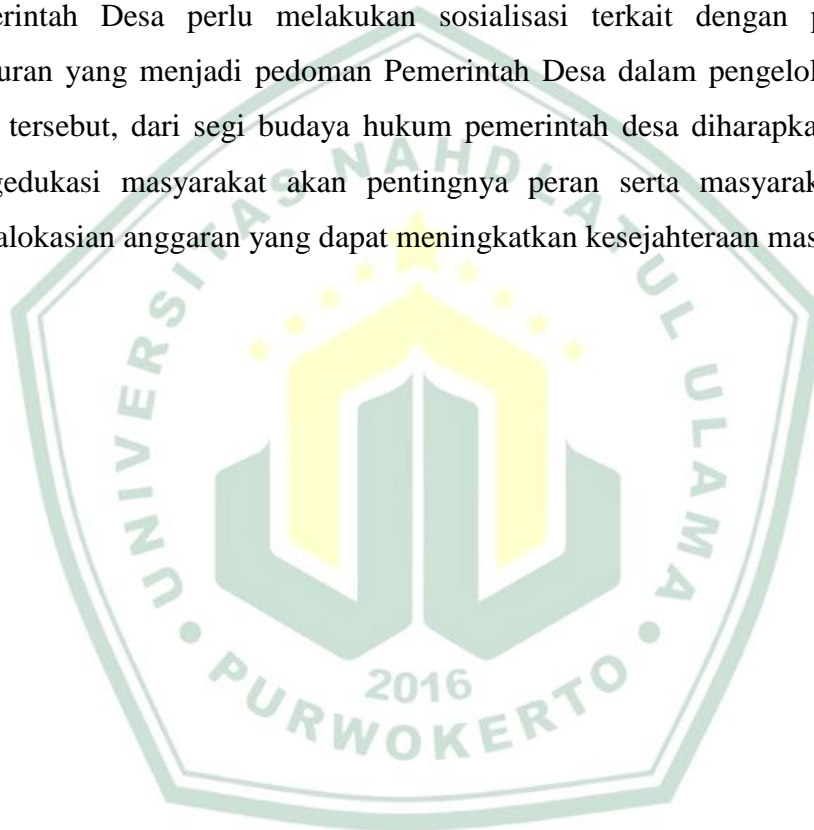 erintah Desa perlu melakukan sosialisasi terkait dengan p
uran yang menjadi pedoman Pemerintah Desa dalam pengelol
tersebut, dari segi budaya hukum pemerintah desa diharapka
gedukasi masyarakat akan pentingnya peran serta masyarak
alokasian anggaran yang dapat meningkatkan kesejahteraan mas
UNIVERSITAS NAHDLATUL ULAMA
2016
PURWOKERTO